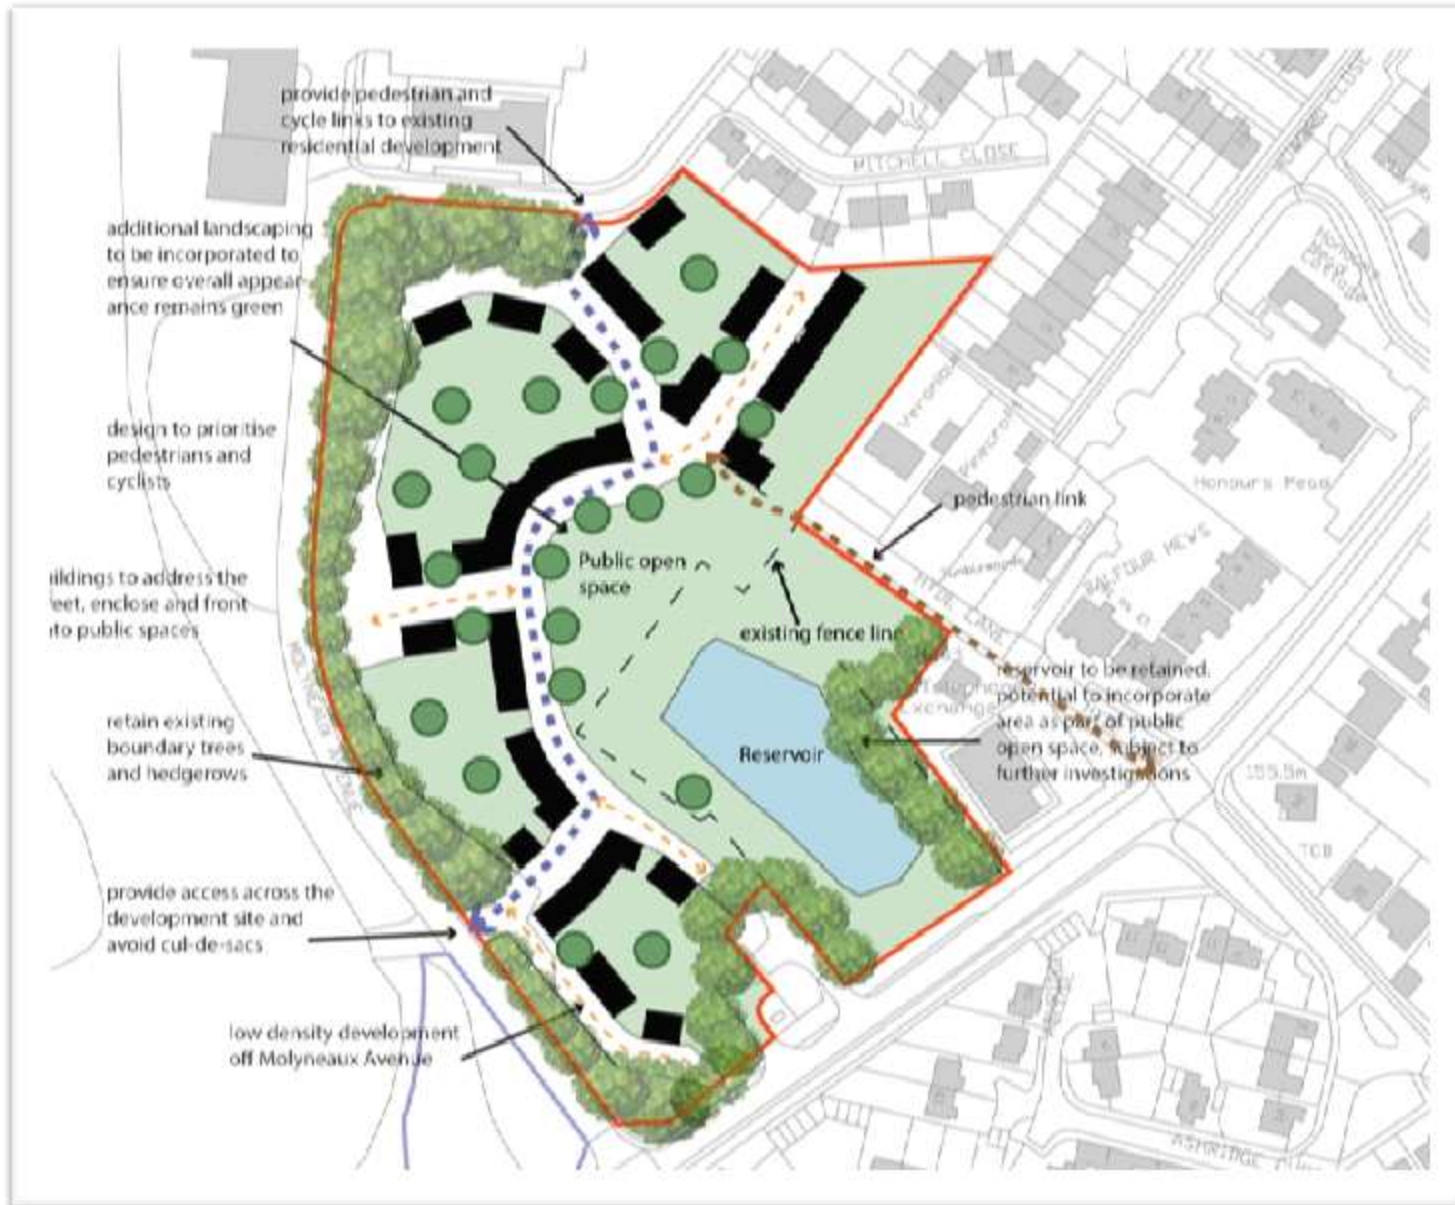 provide pedestrian and
cycle links to existing
residential development
MITCHELL CLOSE
additional landscaping
to be incorporated to
ensure overall appear
ance remains green
design to prioritise
pedestrians and
cyclists
pedestrian link
Honours Mead
BALFOUR MEWS
Public open
space
ildings to address the
eet, enclose and front
to public spaces
existing fence line
reservoir to be retained.
potential to incorporate
area as part of public
open space, subject to
further investigations
retain existing
boundary trees
and hedgerows
Reservoir
155.5m
TCB
provide access across the
development site and
avoid cul-de-sacs
low density development
off Molyneaux Avenue